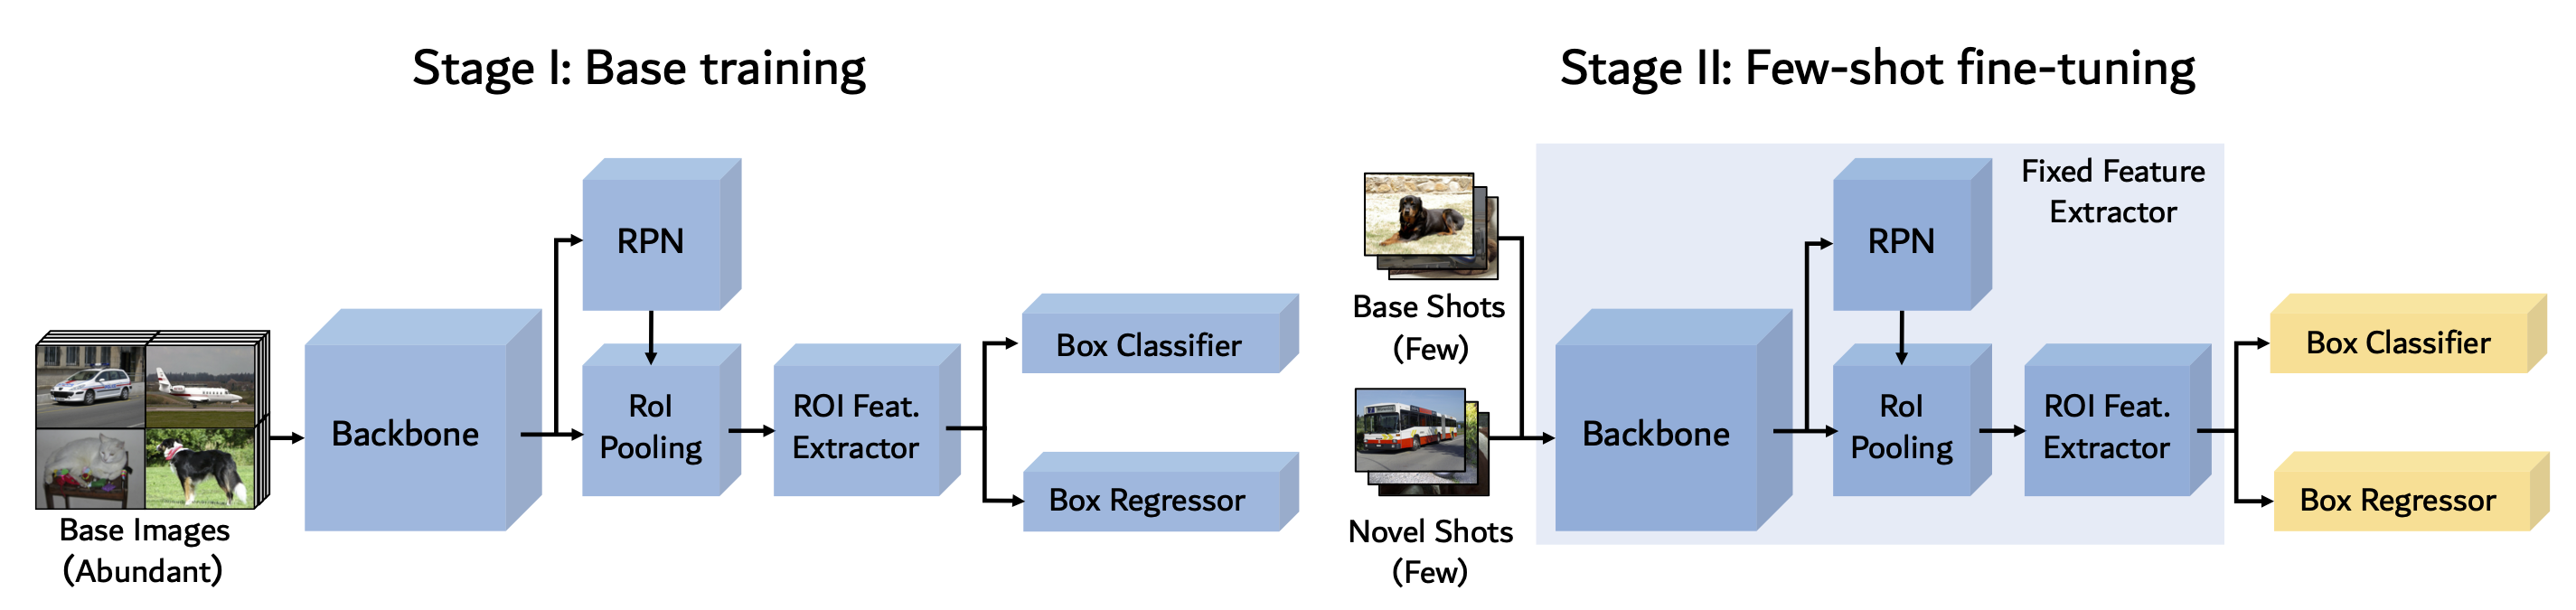 Stage I: Base training
RPN
Backbone
RoI
Pooling
ROI Feat.
Extractor
Box Classifier
Box Regressor
Base Images
(Abundant)
Stage II: Few-shot fine-tuning
Fixed Feature
Extractor
RPN
Base Shots
(Few)
Backbone
RoI
Pooling
ROI Feat.
Extractor
Box Classifier
Box Regressor
Novel Shots
(Few)